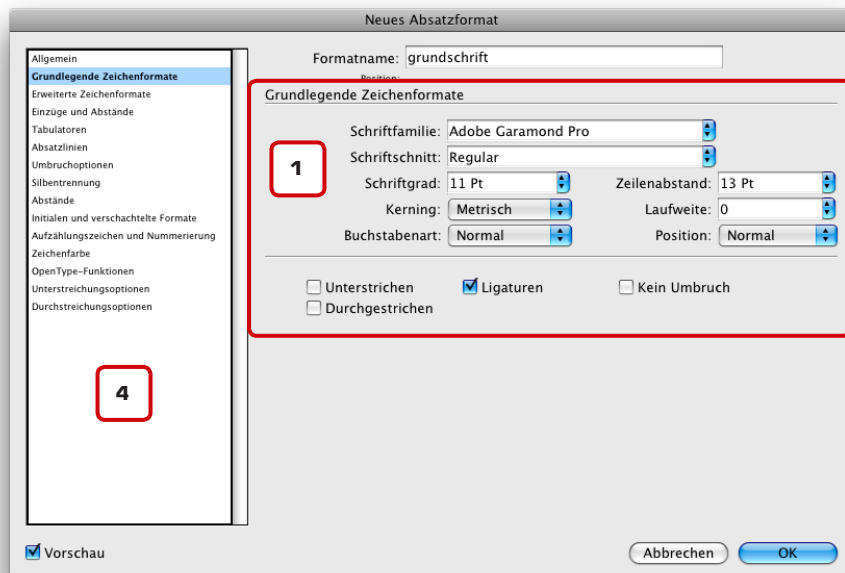 Neues Absatzformat
Allgemein
Grundlegende Zeichenformate
Erweiterte Zeichenformate
Einzüge und Abstände
Tabulatoren
Absatzlinien
Umbruchoptionen
Silbentrennung
Abstände
Initialen und verschachtelte Formate
Aufzählungszeichen und Nummerierung
Zeichenfarbe
OpenType-Funktionen
Unterstreichungsoptionen
Durchstreichungsoptionen
4
Formatname: grundschrift
Position:
Grundlegende Zeichenformate
1
Schriftfamilie: Adobe Garamond Pro
Schriftschnitt: Regular
Schriftgrad: 11 Pt Zeilenabstand: 13 Pt
Kerning: Metrisch Laufweite: 0
Buchstabenart: Normal Position: Normal
Unterstrichen Ligaturen Kein Umbruch
Durchgestrichen
Vorschau Abbrechen OK